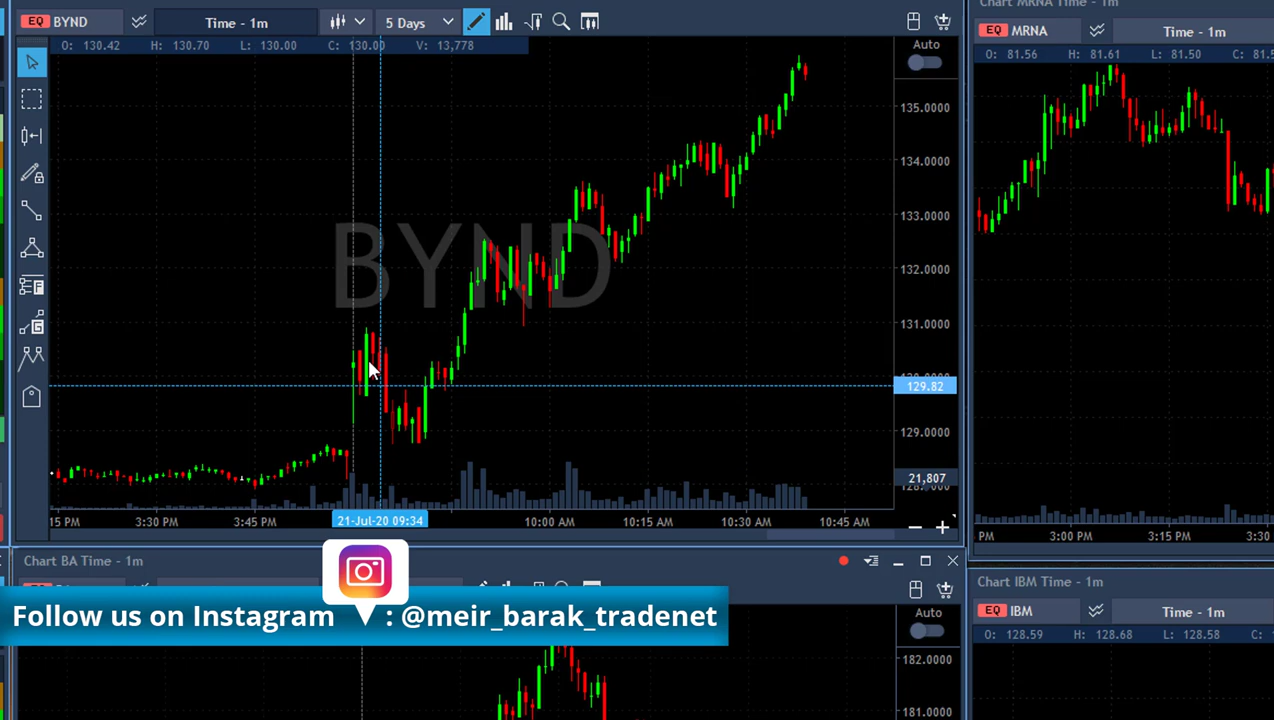 EQ BYND Time - 1m 5 Days
O: 130.42 H: 130.70 L: 130.00 C: 130.00 V: 13,778
Auto
135.0000
134.0000
133.0000
BYND
132.0000
131.0000
129.82
129.0000
21,807
15 PM 3:30 PM 3:45 PM 21-Jul-20 09:34 10:00 AM 10:15 AM 10:30 AM 10:45 AM
Chart MRNA Time - 1m
EQ MRNA Time - 1m
O: 81.56 H: 81.61 L: 81.50
PM 3:00 PM 3:15 PM 3:30
Chart BA Time - 1m
Auto
182.0000
181.0000
Follow us on Instagram : @meir_barak_tradenet
Chart IBM Time - 1m
EQ IBM Time - 1m
O: 128.59 H: 128.68 L: 128.58